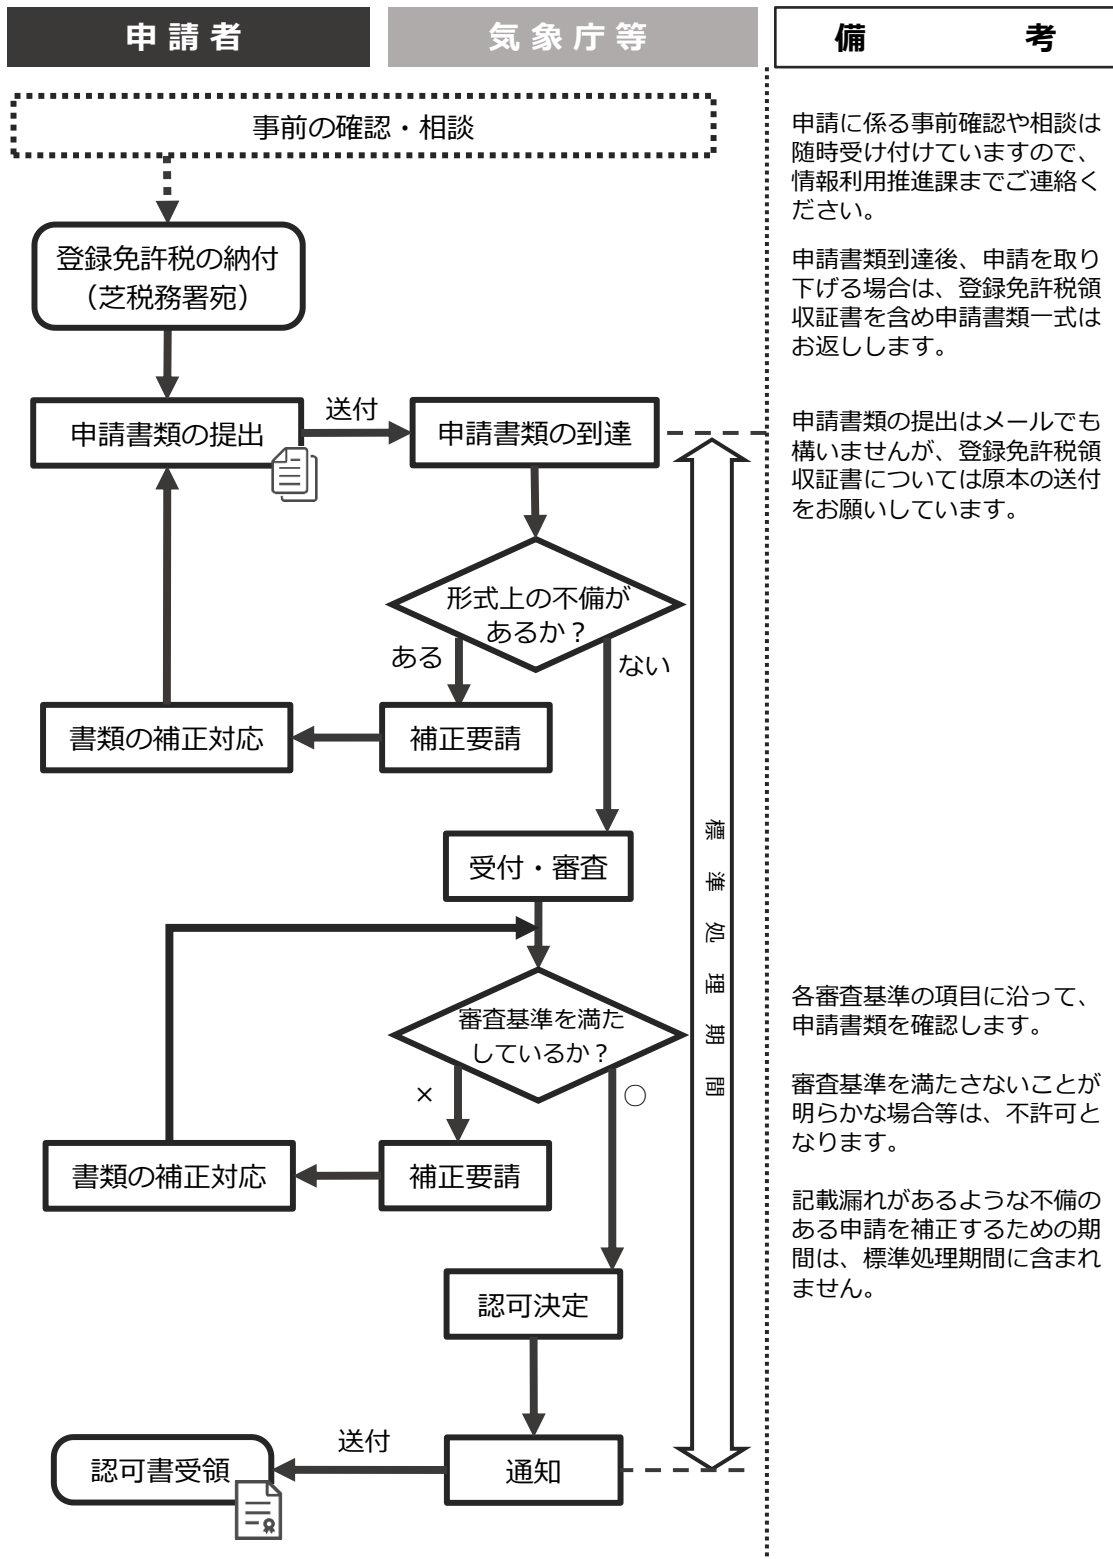 申請者
気象庁等
備考
事前の確認・相談
申請に係る事前確認や相談は
随時受け付けていますので、
情報利用推進課までご連絡く
ださい。
登録免許税の納付
（芝税務署宛）
申請書類到達後、申請を取り
下げる場合は、登録免許税領
収証書を含め申請書類一式は
お返しします。
申請書類の提出
送付
申請書類の到達
申請書類の提出はメールでも
構いませんが、登録免許税領
収証書については原本の送付
をお願いしています。
形式上の不備が
あるか？
ある
ない
書類の補正対応
補正要請
標準処理期間
受付・審査
審査基準を満た
しているか？
各審査基準の項目に沿って、
申請書類を確認します。
×
○
審査基準を満たさないことが
明らかな場合等は、不許可と
なります。
書類の補正対応
補正要請
記載漏れがあるような不備の
ある申請を補正するための期
間は、標準処理期間に含まれ
ません。
認可決定
認可書受領
送付
通知